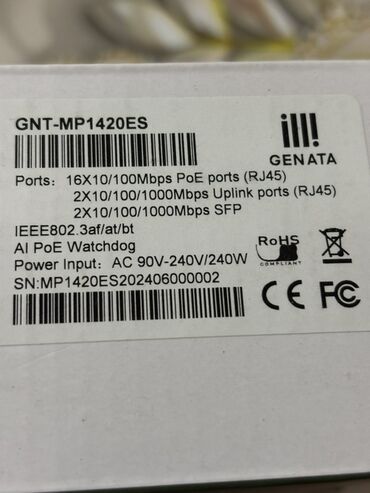 GNT-MP1420ES
GENATA
Ports: 16X10/100Mbps PoE ports (RJ45)
2X10/100/1000Mbps Uplink ports (RJ45)
2X10/100/1000Mbps SFP
IEEE802.3af/at/bt
AI PoE Watchdog
Power Input: AC 90V-240V/240W
SN:MP1420ES202406000002
RoHS
COMPLIANT
CE FC